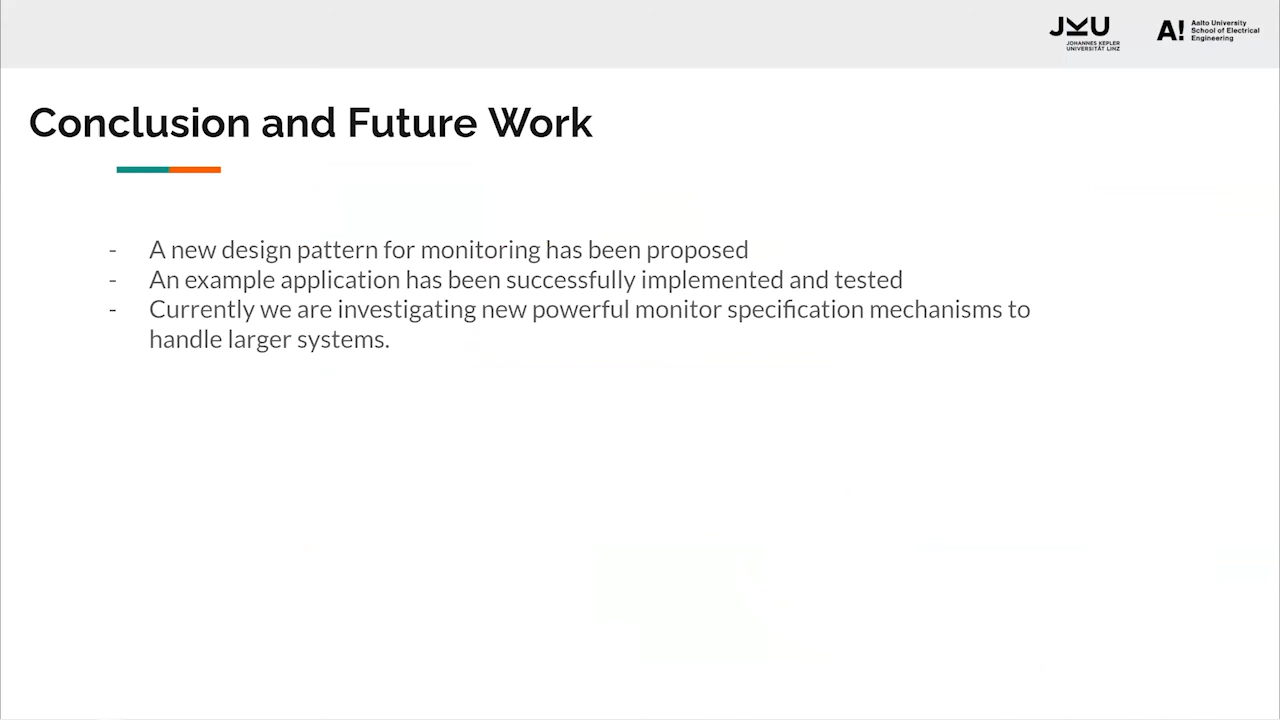 JKU
JOHANNES KEPLER
UNIVERSITÄT LINZ
A!
Aalto University
School of Electrical
Engineering
Conclusion and Future Work
- A new design pattern for monitoring has been proposed
- An example application has been successfully implemented and tested
- Currently we are investigating new powerful monitor specification mechanisms to
handle larger systems.